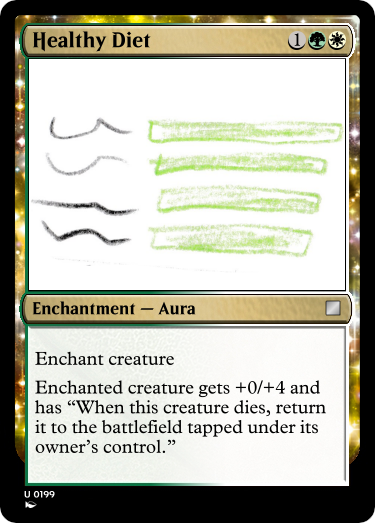 Healthy Diet 1
Enchantment — Aura
Enchant creature
Enchanted creature gets +0/+4 and
has “When this creature dies, return
it to the battlefield tapped under its
owner’s control.”
U 0199